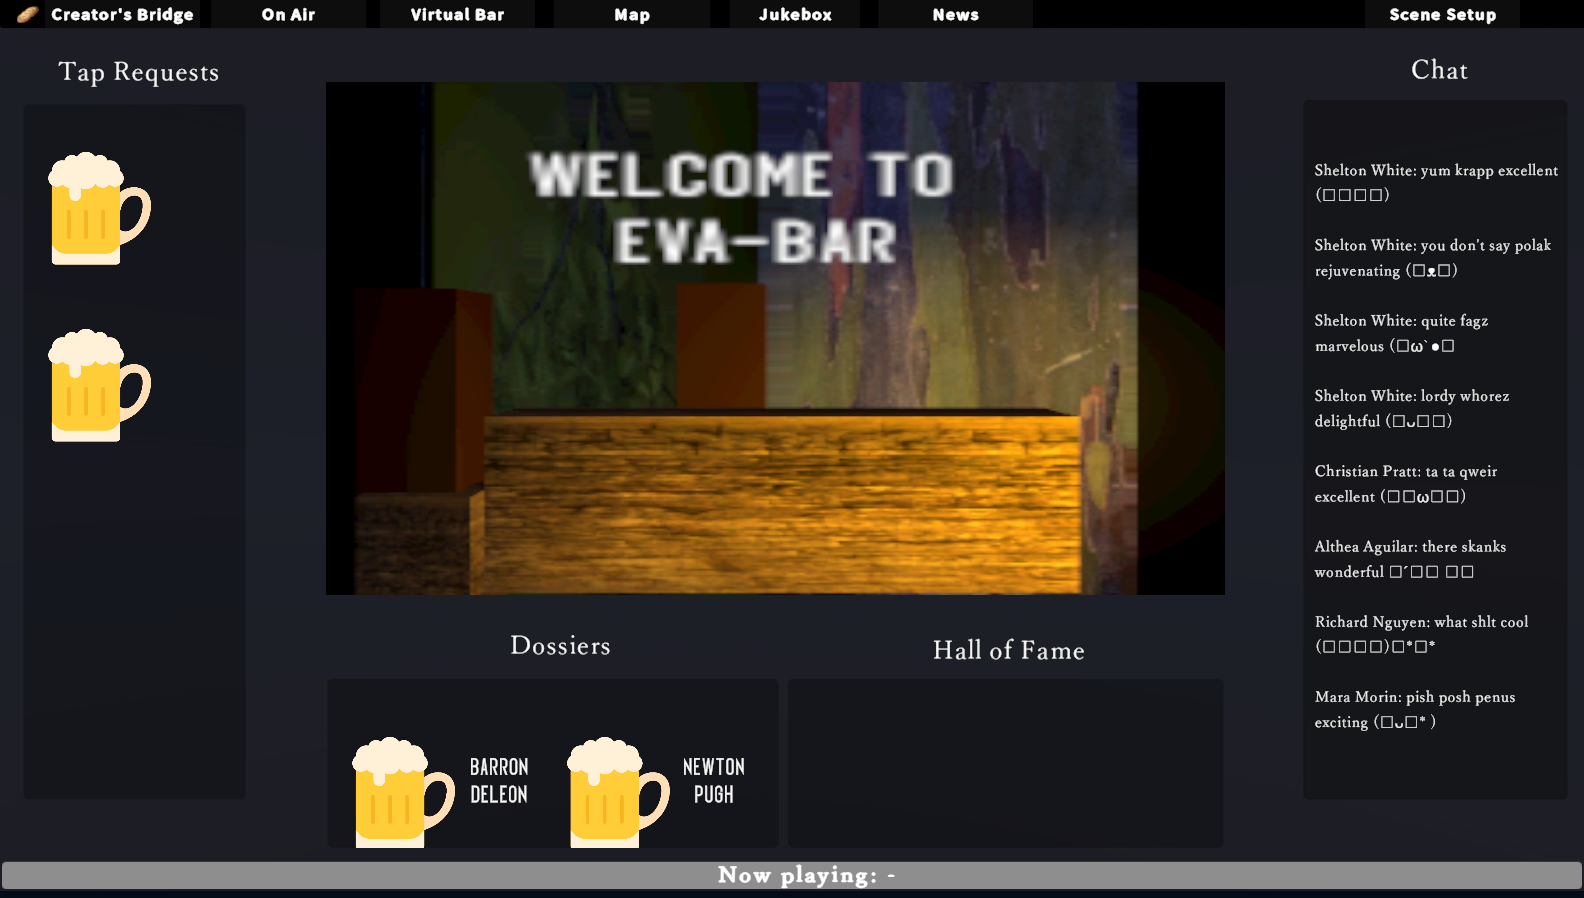 Creator's Bridge
On Air
Virtual Bar
Map
Jukebox
News
Scene Setup
Tap Requests
WELCOME TO
EVA-BAR
Dossiers
BARRON
DELEON
NEWTON
PUGH
Hall of Fame
Chat
Shelton White: yum krapp excellent
(□□□□)
Shelton White: you don't say polak
rejuvenating (□ᴥ□)
Shelton White: quite fagz
marvelous (□ω`●□
Shelton White: lordy whorez
delightful (□ᴗ□□)
Christian Pratt: ta ta qweir
excellent (□□ω□□)
Althea Aguilar: there skanks
wonderful □´□□ □□
Richard Nguyen: what shlt cool
(□□□□)□*□*
Mara Morin: pish posh penus
exciting (□ᴗ□* )
Now playing: -